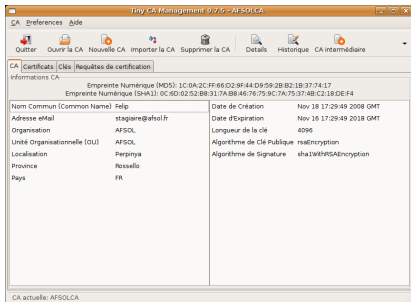 Tiny CA Management 0.7.5 - AFSOLCA
CA Preferences Aide
Quitter Ouvrir la CA Nouvelle CA Importer la CA Supprimer la CA Details Historique CA intermédiaire
CA Certificats Clés Requêtes de certification
Informations CA
Empreinte Numérique (MD5): 1C:0A:2C:FF:66:D2:9F:44:D9:59:2B:B2:1B:37:74:17
Empreinte Numérique (SHA1): 0C:6D:02:52:BB:31:7A:B8:46:76:75:9C:7A:75:37:4B:C2:18:DE:F4
Nom Commun (Common Name) Felip Date de Création Nov 18 17:29:49 2008 GMT
Adresse eMail stagiaire@afsol.fr Date d'Expiration Nov 16 17:29:49 2018 GMT
Organisation AFSOL Longueur de la clé 4096
Unité Organisationnelle (OU) AFSOL Algorithme de Clé Publique rsaEncryption
Localisation Perpinya Algorithme de Signature sha1WithRSAEncryption
Province Rossello
Pays FR
CA actuelle: AFSOLCA